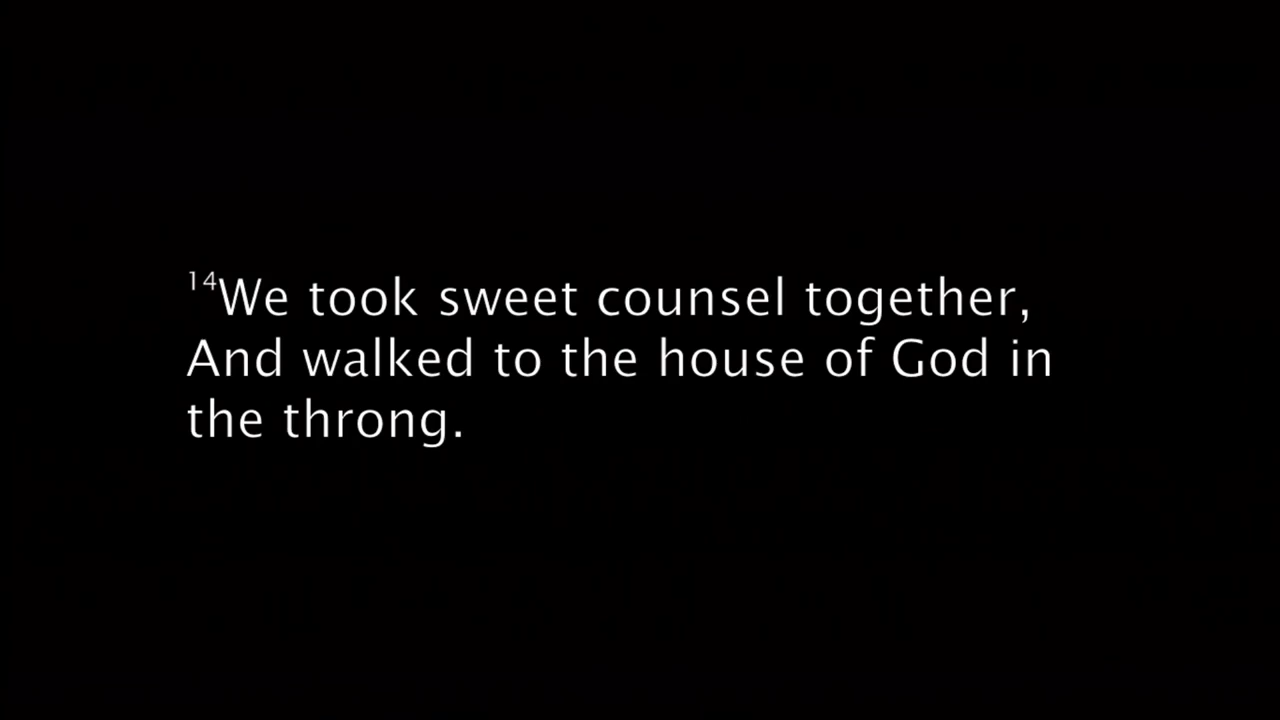 ¹⁴We took sweet counsel together,
And walked to the house of God in
the throng.